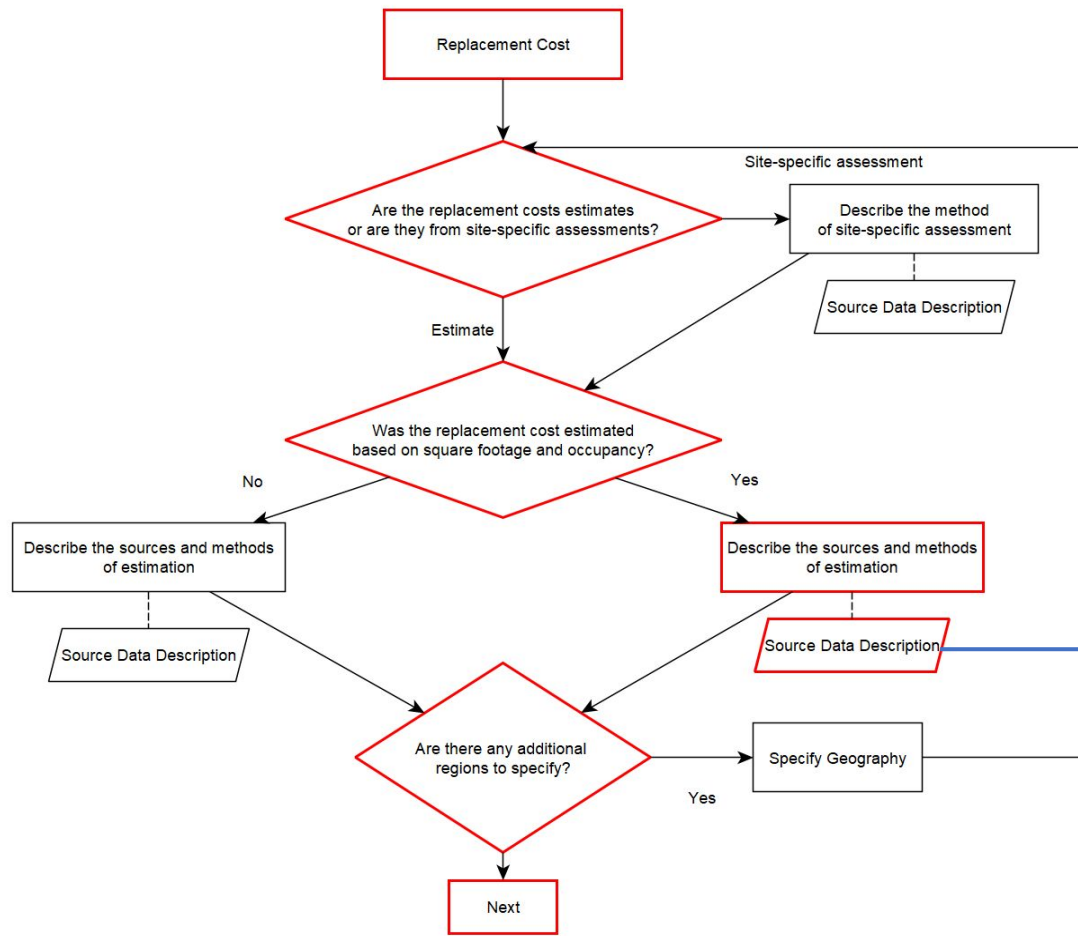 Replacement Cost
Site-specific assessment
Are the replacement costs estimates
or are they from site-specific assessments?
Describe the method
of site-specific assessment
Source Data Description
Estimate
Was the replacement cost estimated
based on square footage and occupancy?
No
Yes
Describe the sources and methods
of estimation
Describe the sources and methods
of estimation
Source Data Description
Source Data Description
Are there any additional
regions to specify?
Specify Geography
Yes
Next